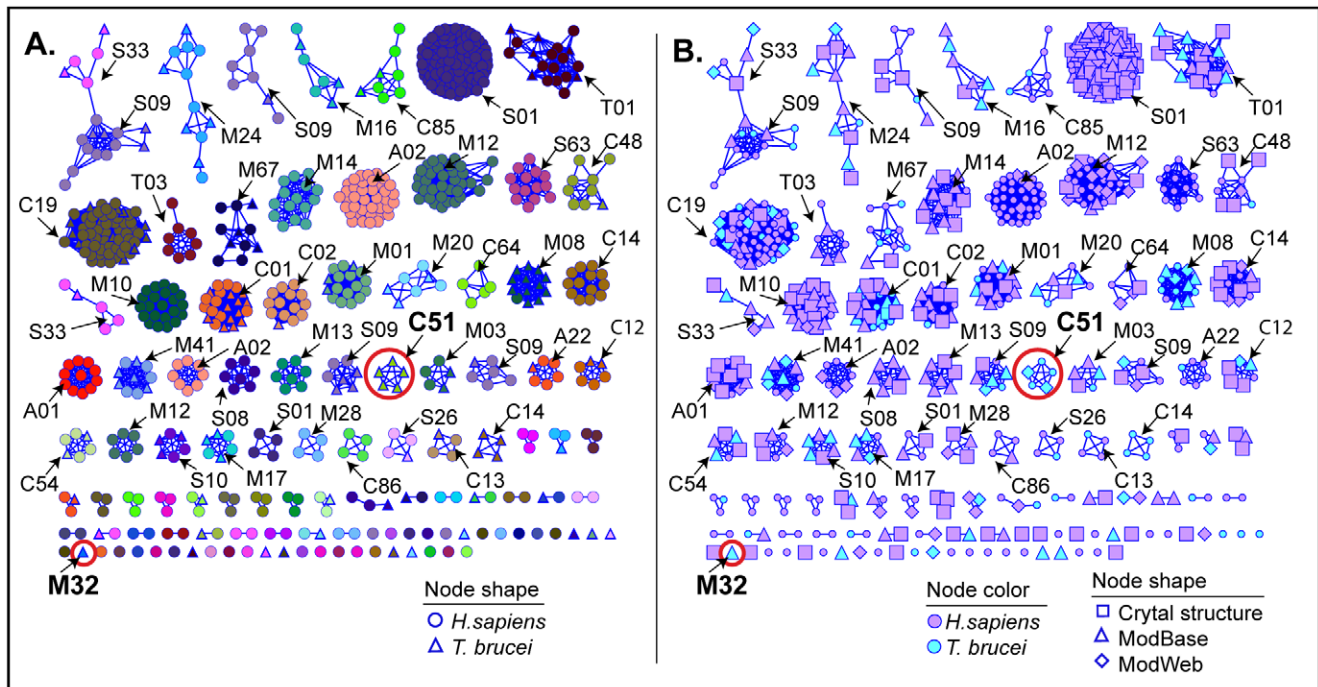 A.
S33
S09
M24
S09
M16
C85
S01
T01
C19
T03
M67
M14
A02
M12
S63
C48
M10
C01
C02
M01
M20
C64
M08
C14
S33
C51
A01
M41
A02
S08
M13
S09
M03
S09
A22
C12
C54
M12
S10
M17
S01
M28
C86
S26
C13
C14
M32
Node shape
H.sapiens
T. brucei
B.
S33
S09
M24
S09
M16
C85
S01
T01
C19
T03
M67
M14
A02
M12
S63
C48
M10
C01
C02
M01
M20
C64
M08
C14
S33
C51
A01
M41
A02
S08
M13
S09
M03
S09
A22
C12
C54
M12
S10
M17
S01
M28
C86
S26
C13
C14
M32
Node color
H.sapiens
T. brucei
Node shape
Crytal structure
ModBase
ModWeb